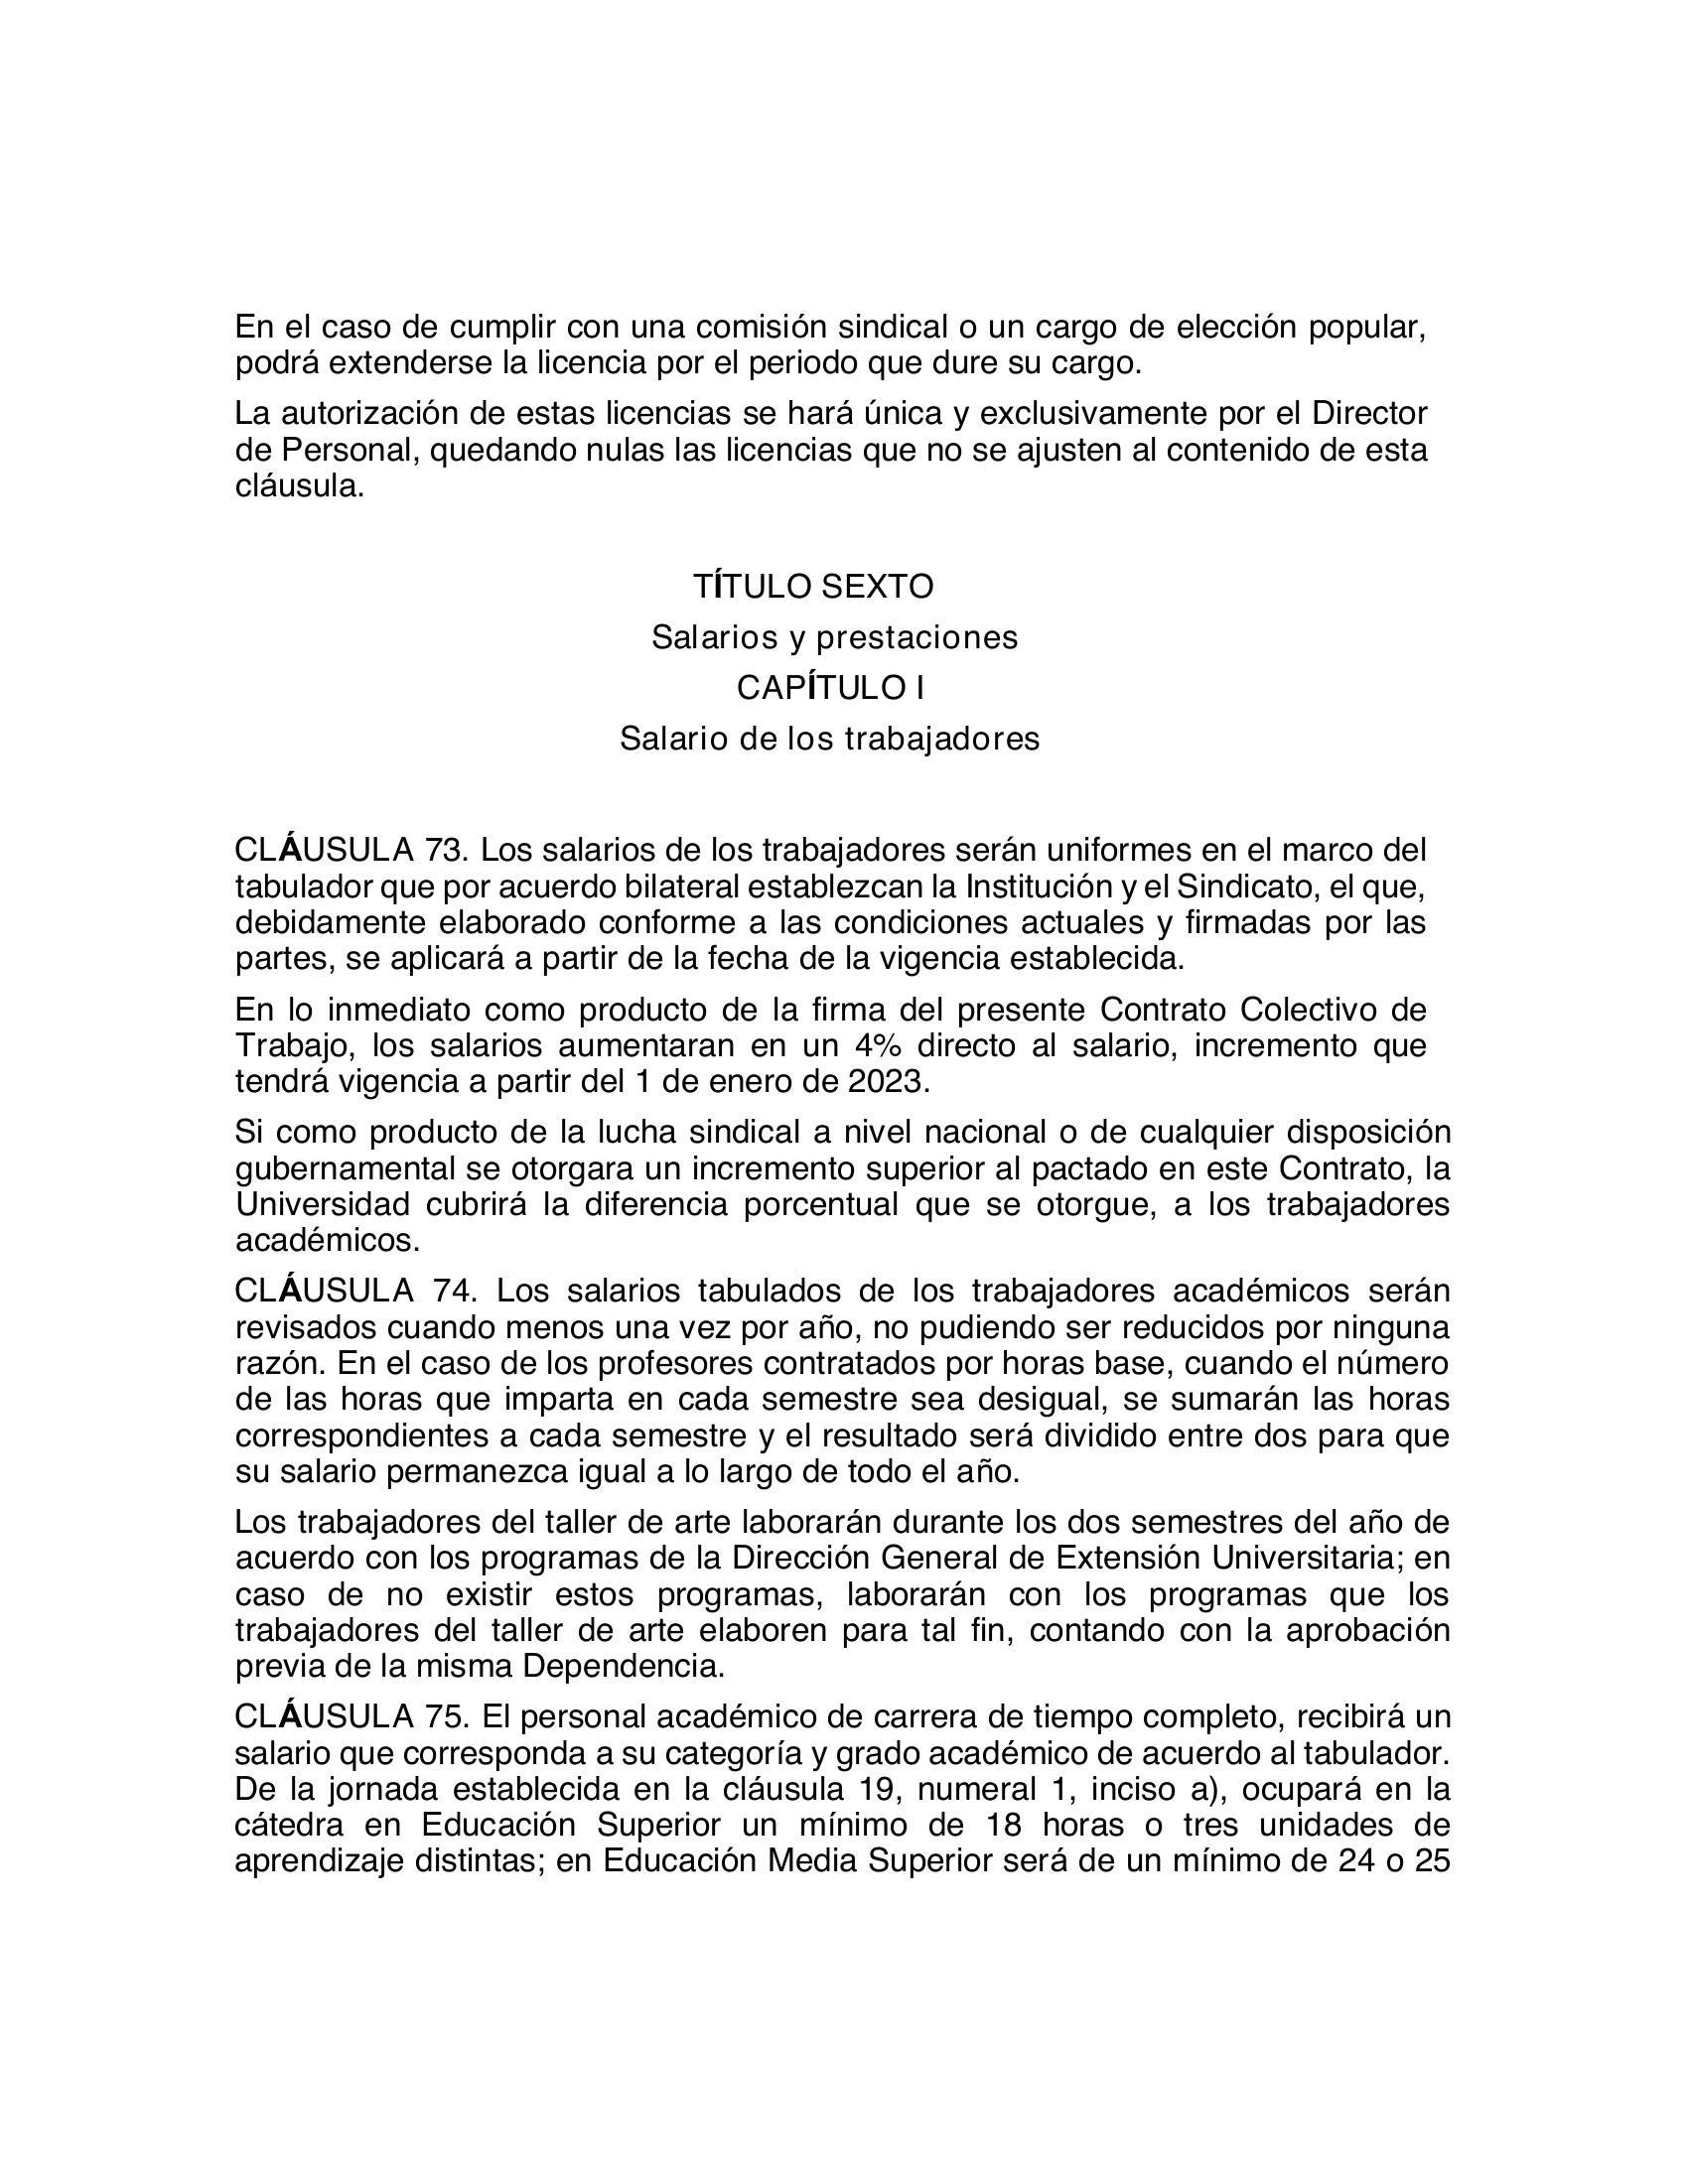 En el caso de cumplir con una comisión sindical o un cargo de elección popular,
podrá extenderse la licencia por el periodo que dure su cargo.
La autorización de estas licencias se hará única y exclusivamente por el Director
de Personal, quedando nulas las licencias que no se ajusten al contenido de esta
cláusula.
TÍTULO SEXTO
Salarios y prestaciones
CAPÍTULO I
Salario de los trabajadores
CLÁUSULA 73. Los salarios de los trabajadores serán uniformes en el marco del
tabulador que por acuerdo bilateral establezcan la Institución y el Sindicato, el que,
debidamente elaborado conforme a las condiciones actuales y firmadas por las
partes, se aplicará a partir de la fecha de la vigencia establecida.
En lo inmediato como producto de la firma del presente Contrato Colectivo de
Trabajo, los salarios aumentaran en un 4% directo al salario, incremento que
tendrá vigencia a partir del 1 de enero de 2023.
Si como producto de la lucha sindical a nivel nacional o de cualquier disposición
gubernamental se otorgara un incremento superior al pactado en este Contrato, la
Universidad cubrirá la diferencia porcentual que se otorgue, a los trabajadores
académicos.
CLÁUSULA 74. Los salarios tabulados de los trabajadores académicos serán
revisados cuando menos una vez por año, no pudiendo ser reducidos por ninguna
razón. En el caso de los profesores contratados por horas base, cuando el número
de las horas que imparta en cada semestre sea desigual, se sumarán las horas
correspondientes a cada semestre y el resultado será dividido entre dos para que
su salario permanezca igual a lo largo de todo el año.
Los trabajadores del taller de arte laborarán durante los dos semestres del año de
acuerdo con los programas de la Dirección General de Extensión Universitaria; en
caso de no existir estos programas, laborarán con los programas que los
trabajadores del taller de arte elaboren para tal fin, contando con la aprobación
previa de la misma Dependencia.
CLÁUSULA 75. El personal académico de carrera de tiempo completo, recibirá un
salario que corresponda a su categoría y grado académico de acuerdo al tabulador.
De la jornada establecida en la cláusula 19, numeral 1, inciso a), ocupará en la
cátedra en Educación Superior un mínimo de 18 horas o tres unidades de
aprendizaje distintas; en Educación Media Superior será de un mínimo de 24 o 25